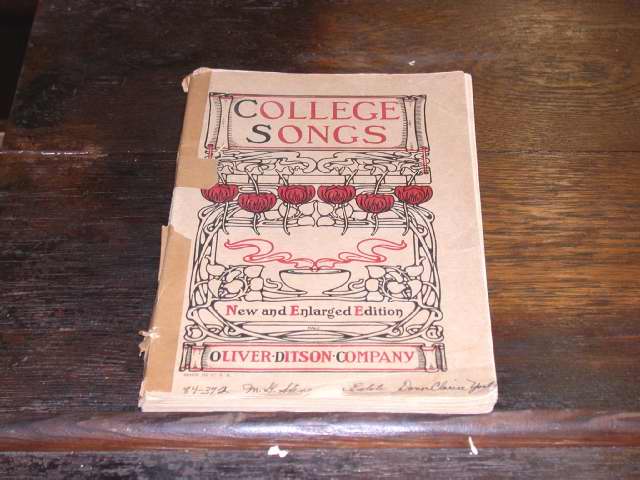 COLLEGE
SONGS
New and Enlarged Edition
OLIVER·DITSON·COMPANY